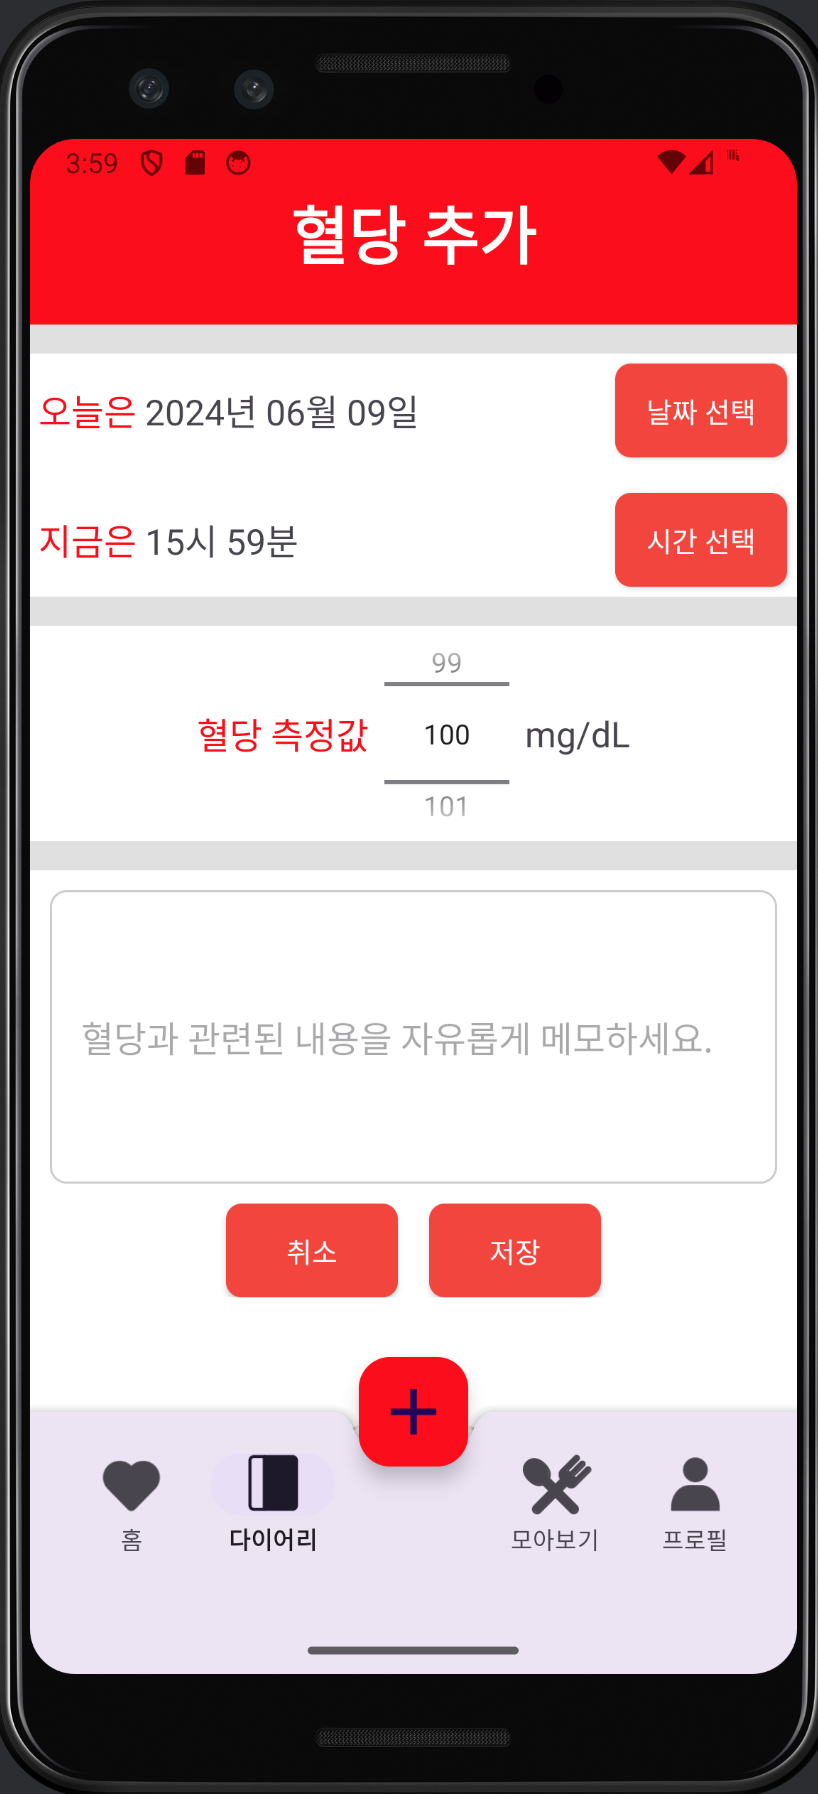 3:59
혈당 추가
오늘은 2024년 06월 09일
날짜 선택
지금은 15시 59분
시간 선택
99
혈당 측정값 100 mg/dL
101
혈당과 관련된 내용을 자유롭게 메모하세요.
취소
저장
홈
다이어리
모아보기
프로필